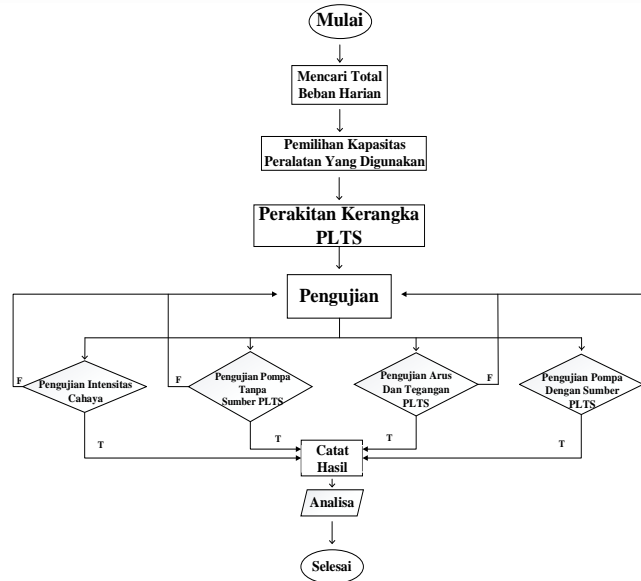 Mulai
Mencari Total
Beban Harian
Pemilihan Kapasitas
Peralatan Yang Digunakan
Perakitan Kerangka
PLTS
Pengujian
F
Pengujian Intensitas
Cahaya
F
Pengujian Pompa
Tanpa
Sumber PLTS
Pengujian Arus
Dan Tegangan
PLTS
F
Pengujian Pompa
Dengan Sumber
PLTS
T
T
T
T
Catat
Hasil
Analisa
Selesai